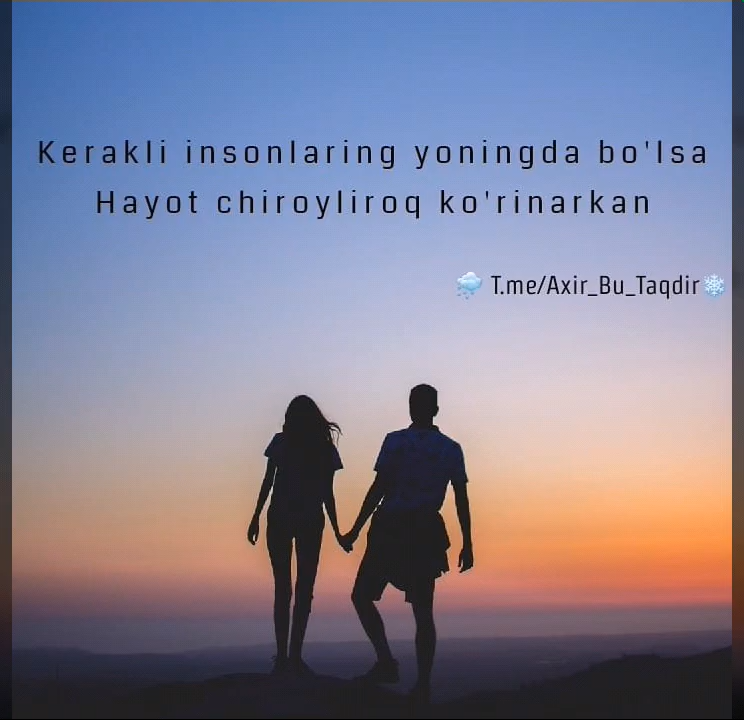 Kerakli insonlaring yoningda bo'lsa
Hayot chiroyliroq ko'rinarkan
🌨️ T.me/Axir_Bu_Taqdir❄️